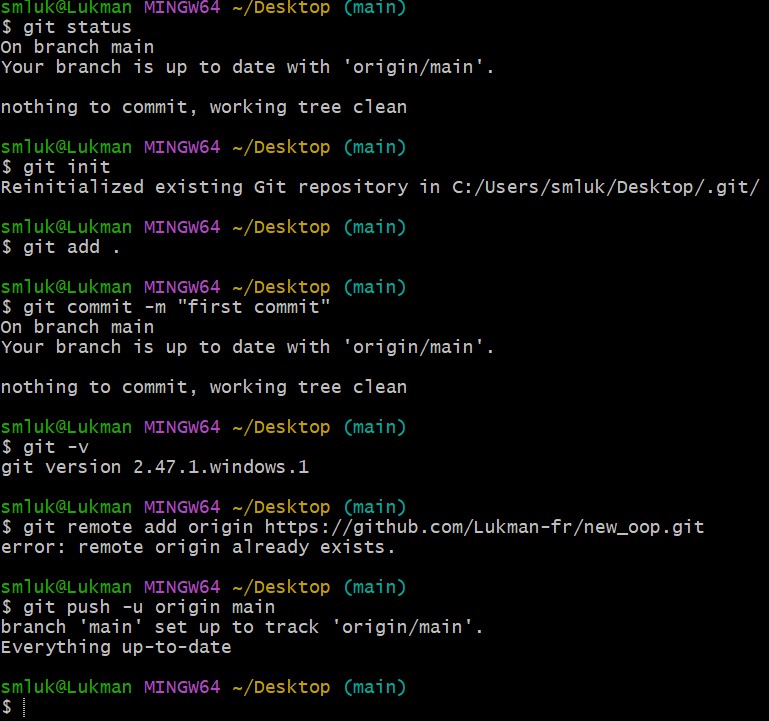 smluk@Lukman MINGW64 ~/Desktop (main)
$ git status
On branch main
Your branch is up to date with 'origin/main'.
nothing to commit, working tree clean
smluk@Lukman MINGW64 ~/Desktop (main)
$ git init
Reinitialized existing Git repository in C:/Users/smluk/Desktop/.git/
smluk@Lukman MINGW64 ~/Desktop (main)
$ git add .
smluk@Lukman MINGW64 ~/Desktop (main)
$ git commit -m "first commit"
On branch main
Your branch is up to date with 'origin/main'.
nothing to commit, working tree clean
smluk@Lukman MINGW64 ~/Desktop (main)
$ git -v
git version 2.47.1.windows.1
smluk@Lukman MINGW64 ~/Desktop (main)
$ git remote add origin https://github.com/Lukman-fr/new_oop.git
error: remote origin already exists.
smluk@Lukman MINGW64 ~/Desktop (main)
$ git push -u origin main
branch 'main' set up to track 'origin/main'.
Everything up-to-date
smluk@Lukman MINGW64 ~/Desktop (main)
$